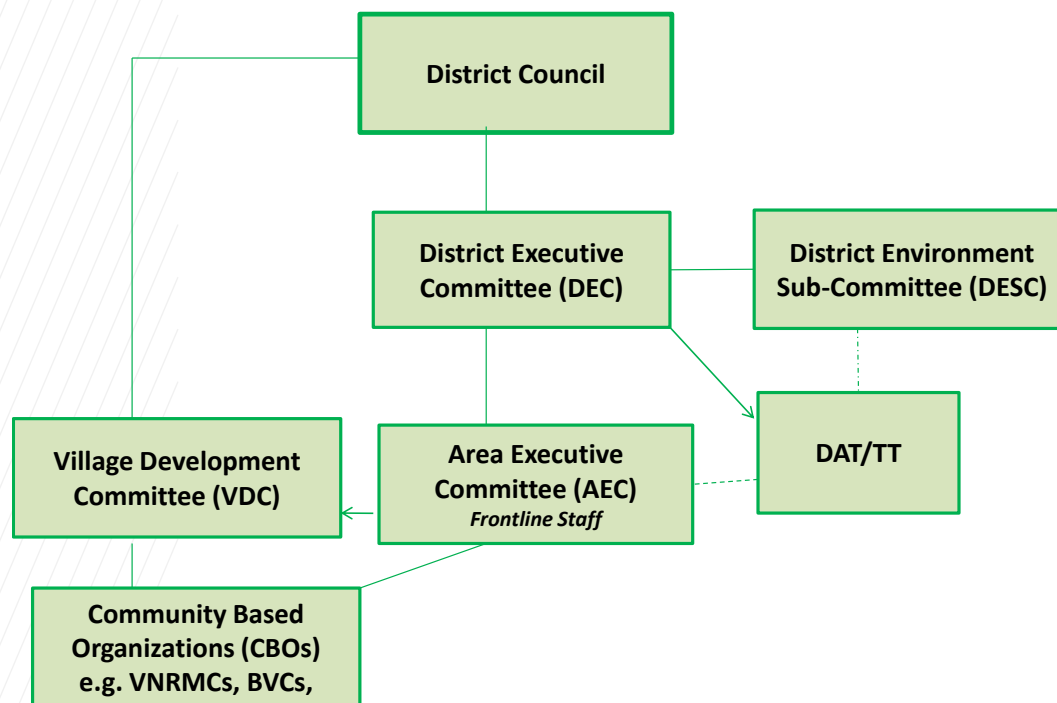 District Council
District Executive
Committee (DEC)
District Environment
Sub-Committee (DESC)
Village Development
Committee (VDC)
Area Executive
Committee (AEC)
Frontline Staff
DAT/TT
Community Based
Organizations (CBOs)
e.g. VNRMCs, BVCs,